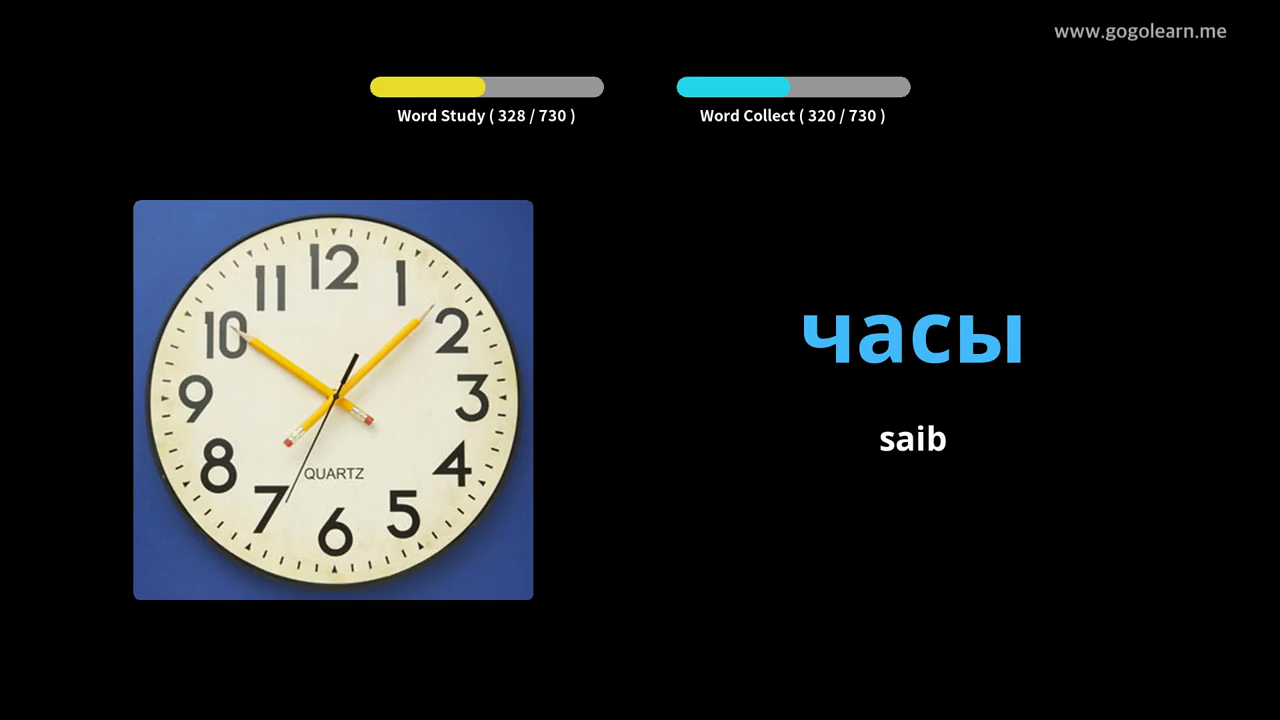 www.gogolearn.me
Word Study ( 328 / 730 )
Word Collect ( 320 / 730 )
12
11
1
10
2
9
3
8
4
QUARTZ
7
5
6
часы
saib